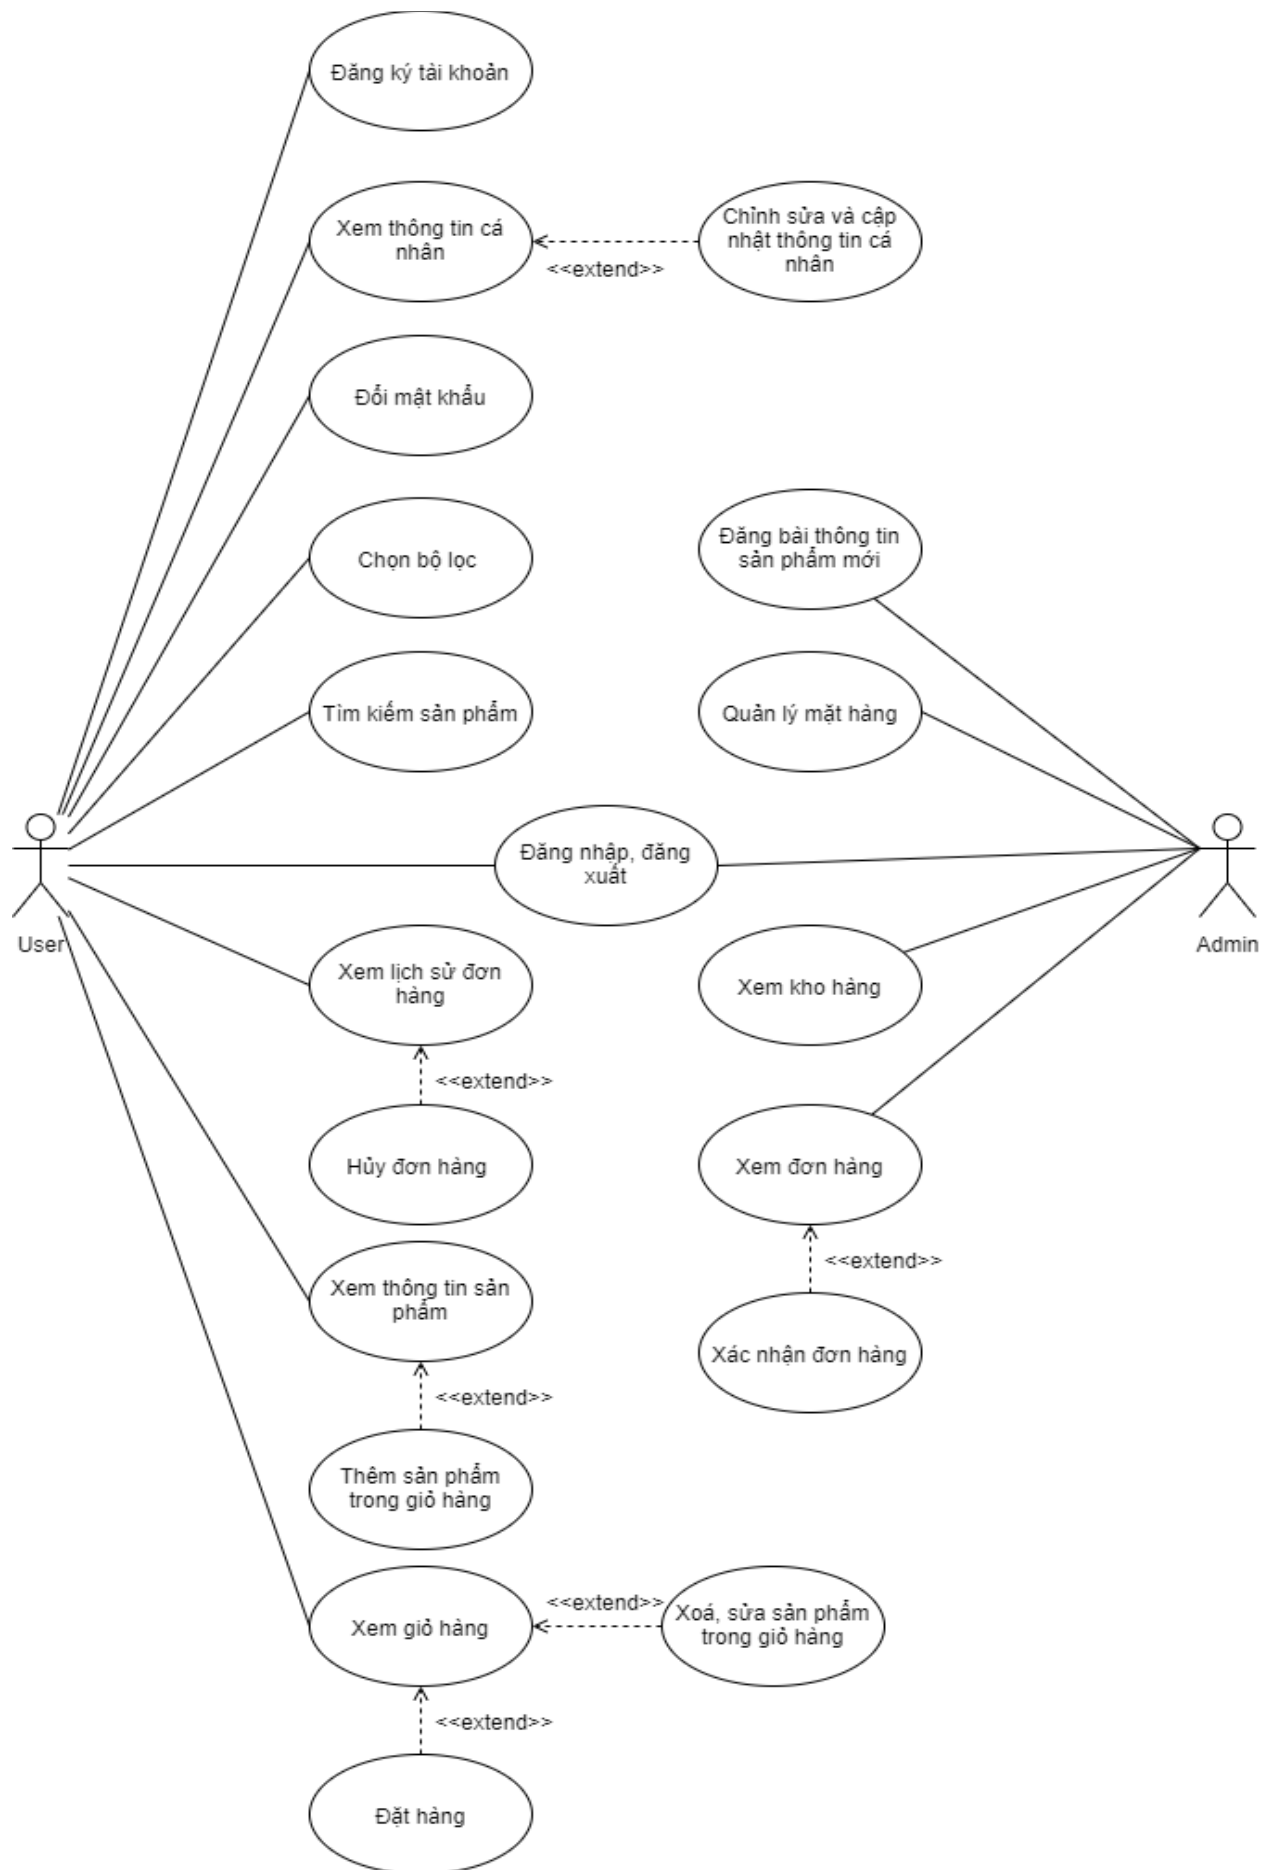 Đăng ký tài khoản
Xem thông tin cá
nhân
<<extend>>
Chỉnh sửa và cập
nhật thông tin cá
nhân
Đổi mật khẩu
Chọn bộ lọc
Đăng bài thông tin
sản phẩm mới
Tìm kiếm sản phẩm
Quản lý mặt hàng
Đăng nhập, đăng
xuất
User
Admin
Xem lịch sử đơn
hàng
Xem kho hàng
<<extend>>
Hủy đơn hàng
Xem đơn hàng
<<extend>>
Xem thông tin sản
phẩm
Xác nhận đơn hàng
<<extend>>
Thêm sản phẩm
trong giỏ hàng
Xem giỏ hàng
<<extend>>
Xoá, sửa sản phẩm
trong giỏ hàng
<<extend>>
Đặt hàng